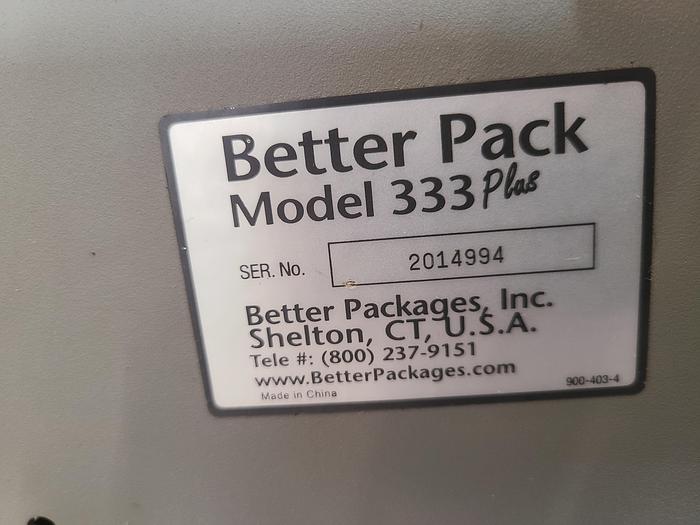 Better Pack
Model 333 Plus
SER. No. 2014994
Better Packages, Inc.
Shelton, CT, U.S.A.
Tele #: (800) 237-9151
www.BetterPackages.com
Made in China 900-403-4